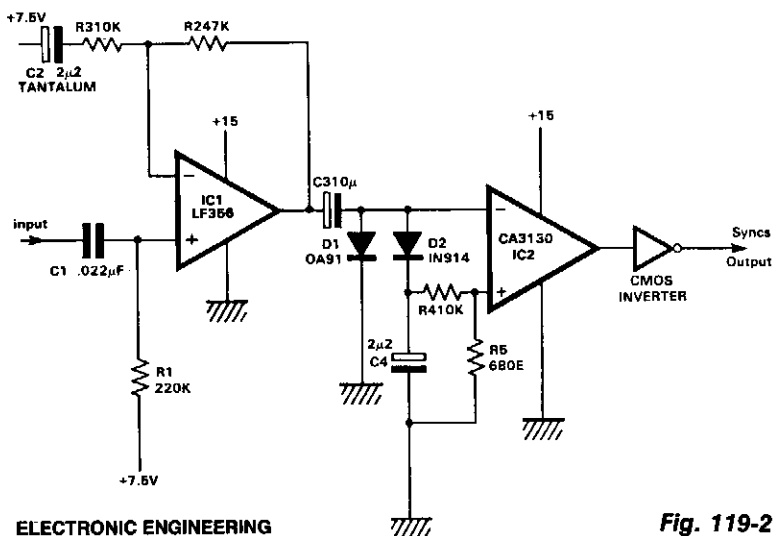 +7.5V
R310K
R247K
C2 2µ2
TANTALUM
+15
+15
IC1
LF356
C310µ
input
C1 .022µF
D1
OA91
D2
IN914
CA3130
IC2
Syncs
Output
CMOS
INVERTER
R410K
2µ2
C4
R5
680E
R1
220K
+7.5V
ELECTRONIC ENGINEERING
Fig. 119-2